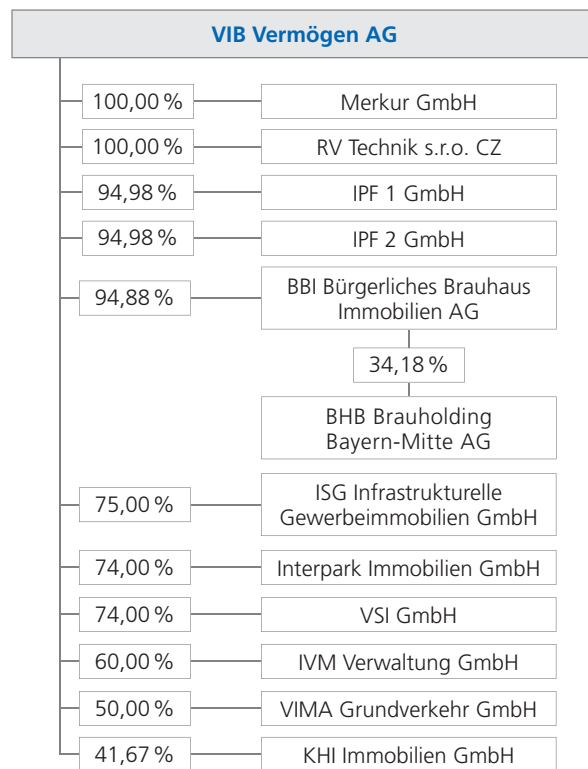 VIB Vermögen AG
100,00 % Merkur GmbH
100,00 % RV Technik s.r.o. CZ
94,98 % IPF 1 GmbH
94,98 % IPF 2 GmbH
94,88 % BBI Bürgerliches Brauhaus
Immobilien AG
34,18 %
BHB Brauholding
Bayern-Mitte AG
75,00 % ISG Infrastrukturelle
Gewerbeimmobilien GmbH
74,00 % Interpark Immobilien GmbH
74,00 % VSI GmbH
60,00 % IVM Verwaltung GmbH
50,00 % VIMA Grundverkehr GmbH
41,67 % KHI Immobilien GmbH